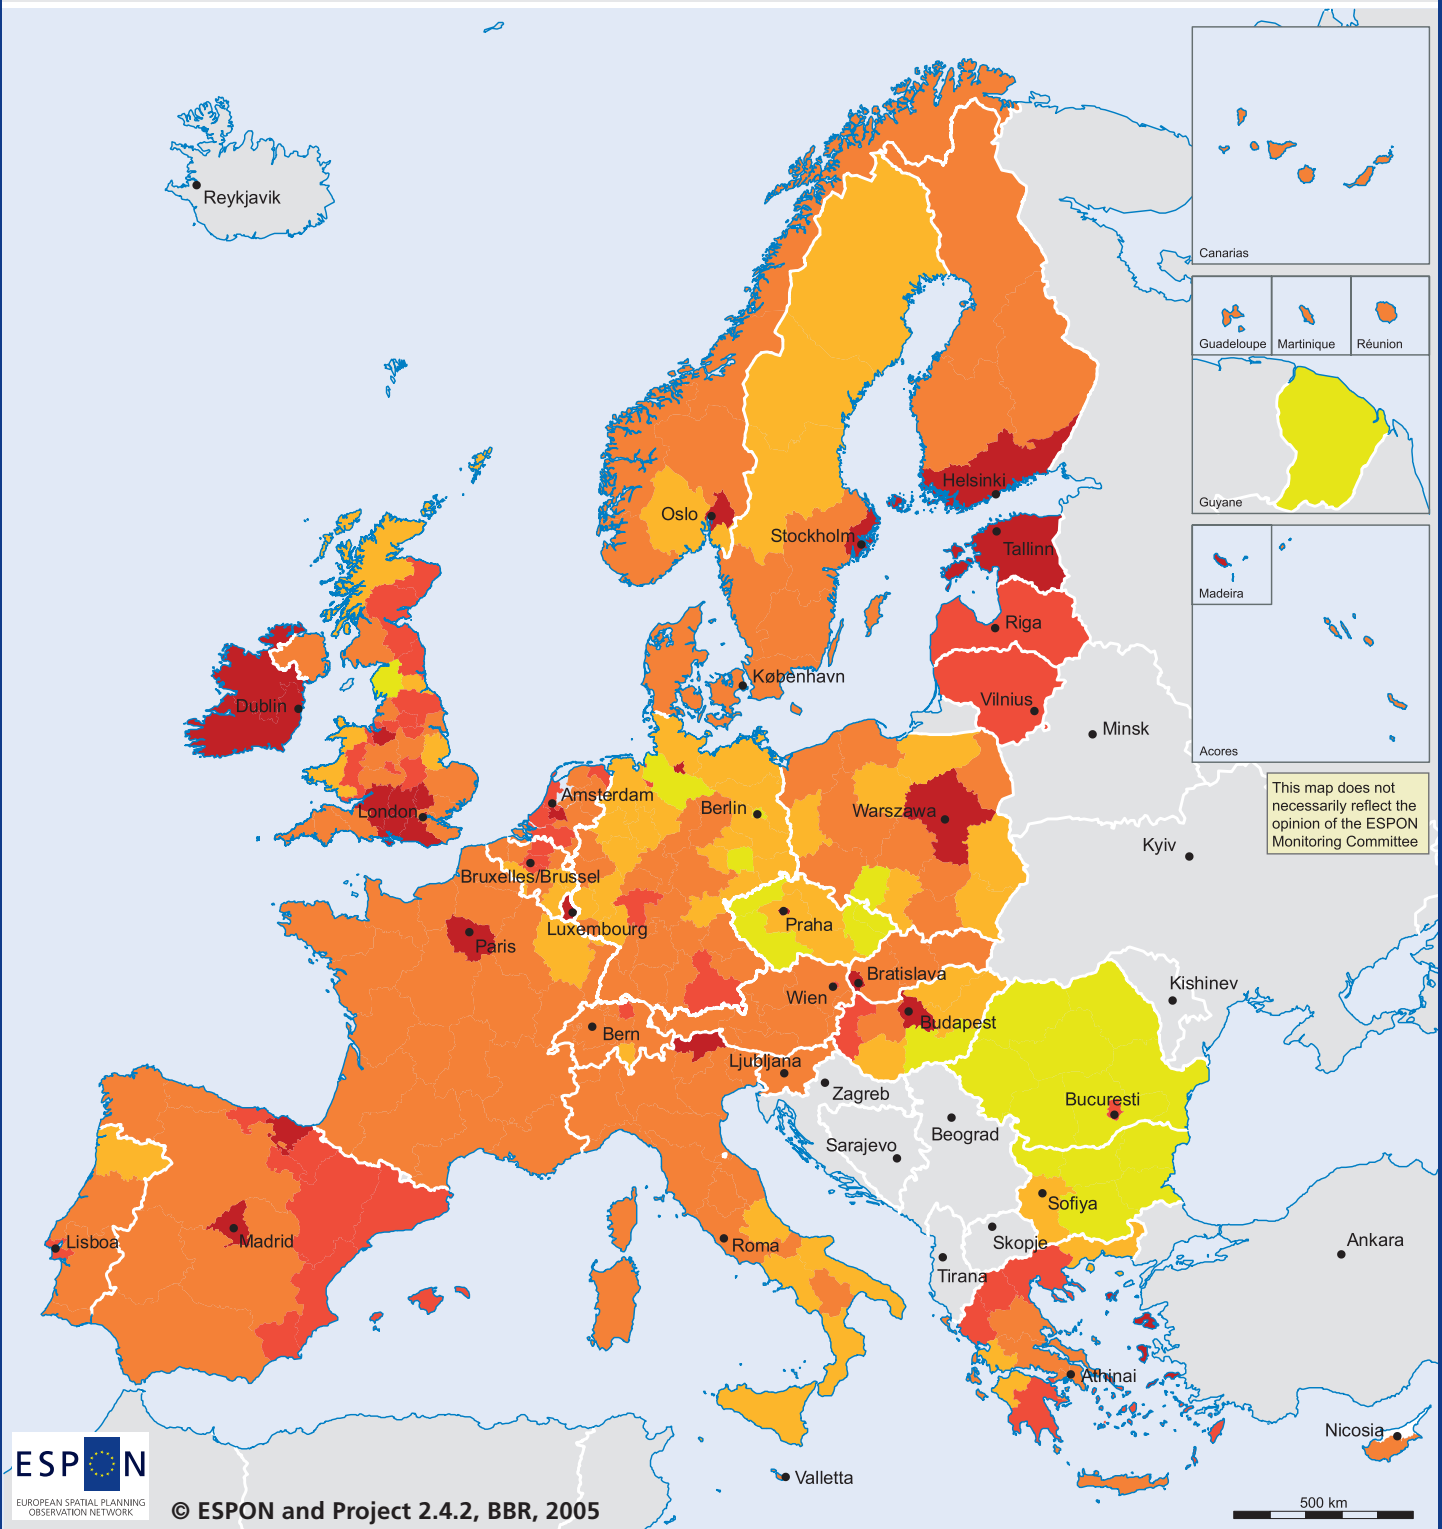 Reykjavik
Canarias
Guadeloupe
Martinique
Réunion
Guyane
Helsinki
Oslo
Stockholm
Tallinn
Madeira
Riga
Dublin
København
Vilnius
Minsk
Acores
This map does not
necessarily reflect the
opinion of the ESPON
Monitoring Committee
Amsterdam
London
Berlin
Warszawa
Kyiv
Bruxelles/Brussel
Praha
Luxembourg
Paris
Bratislava
Kishinev
Wien
Budapest
Bern
Ljubljana
Zagreb
Bucuresti
Beograd
Sarajevo
Sofiya
Lisboa
Madrid
Roma
Skopje
Ankara
Tirana
Athinai
Nicosia
Valletta
ESPON
EUROPEAN SPATIAL PLANNING
OBSERVATION NETWORK
© ESPON and Project 2.4.2, BBR, 2005
500 km